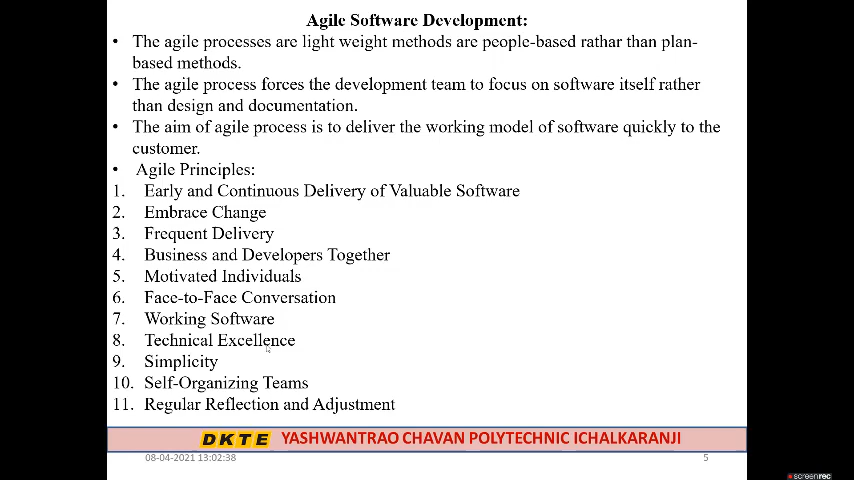 Agile Software Development:
• The agile processes are light weight methods are people-based rathar than plan-
based methods.
• The agile process forces the development team to focus on software itself rather
than design and documentation.
• The aim of agile process is to deliver the working model of software quickly to the
customer.
• Agile Principles:
1. Early and Continuous Delivery of Valuable Software
2. Embrace Change
3. Frequent Delivery
4. Business and Developers Together
5. Motivated Individuals
6. Face-to-Face Conversation
7. Working Software
8. Technical Excellence
9. Simplicity
10. Self-Organizing Teams
11. Regular Reflection and Adjustment
DKTE YASHWANTRAO CHAVAN POLYTECHNIC ICHALKARANJI
08-04-2021 13:02:38 5
screenrec